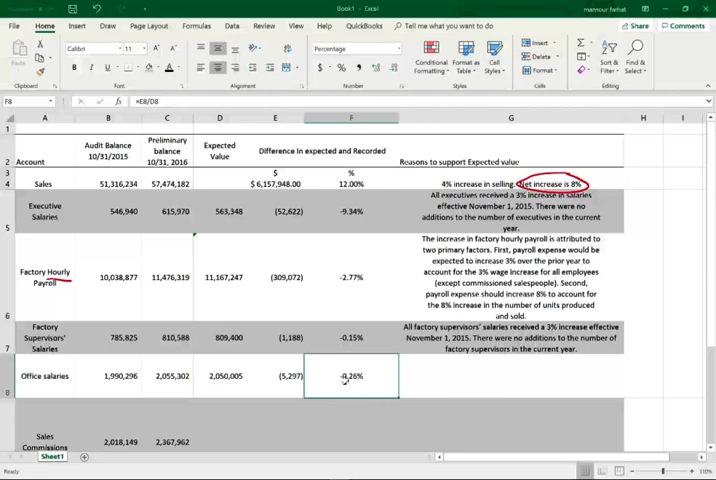 Book1 - Excel
mansour farhat
File Home Insert Draw Page Layout Formulas Data Review View Help QuickBooks Tell me what you want to do Share Comments
Calibri 11 Percentage Insert Σ
Paste B I U A $ % Conditional Formatting Format as Table Cell Styles Delete Format Sort & Filter Find & Select
Clipboard Font Alignment Number Styles Cells Editing
F8 fx =E8/D8
A B C D E F G H I
1
2 Account Audit Balance 10/31/2015 Preliminary balance 10/31, 2016 Expected Value Difference In expected and Recorded Reasons to support Expected value
3 $ %
4 Sales 51,316,234 57,474,182 $ 6,157,948.00 12.00% 4% increase in selling. Net increase is 8%
5 Executive Salaries 546,940 615,970 563,348 (52,622) -9.34% All executives received a 3% increase in salaries
effective November 1, 2015. There were no
additions to the number of executives in the current
year.
6 Factory Hourly Payroll 10,038,877 11,476,319 11,167,247 (309,072) -2.77% The increase in factory hourly payroll is attributed to
two primary factors. First, payroll expense would be
expected to increase 3% over the prior year to
account for the 3% wage increase for all employees
(except commissioned salespeople). Second,
payroll expense should increase 8% to account for
the 8% increase in the number of units produced
and sold.
7 Factory Supervisors' Salaries 785,825 810,588 809,400 (1,188) -0.15% All factory supervisors' salaries received a 3% increase effective
November 1, 2015. There were no additions to the number of
factory supervisors in the current year.
8 Office salaries 1,990,296 2,055,302 2,050,005 (5,297) -0.26%
Sales Commissions 2,018,149 2,367,962
Sheet1
Ready 110%